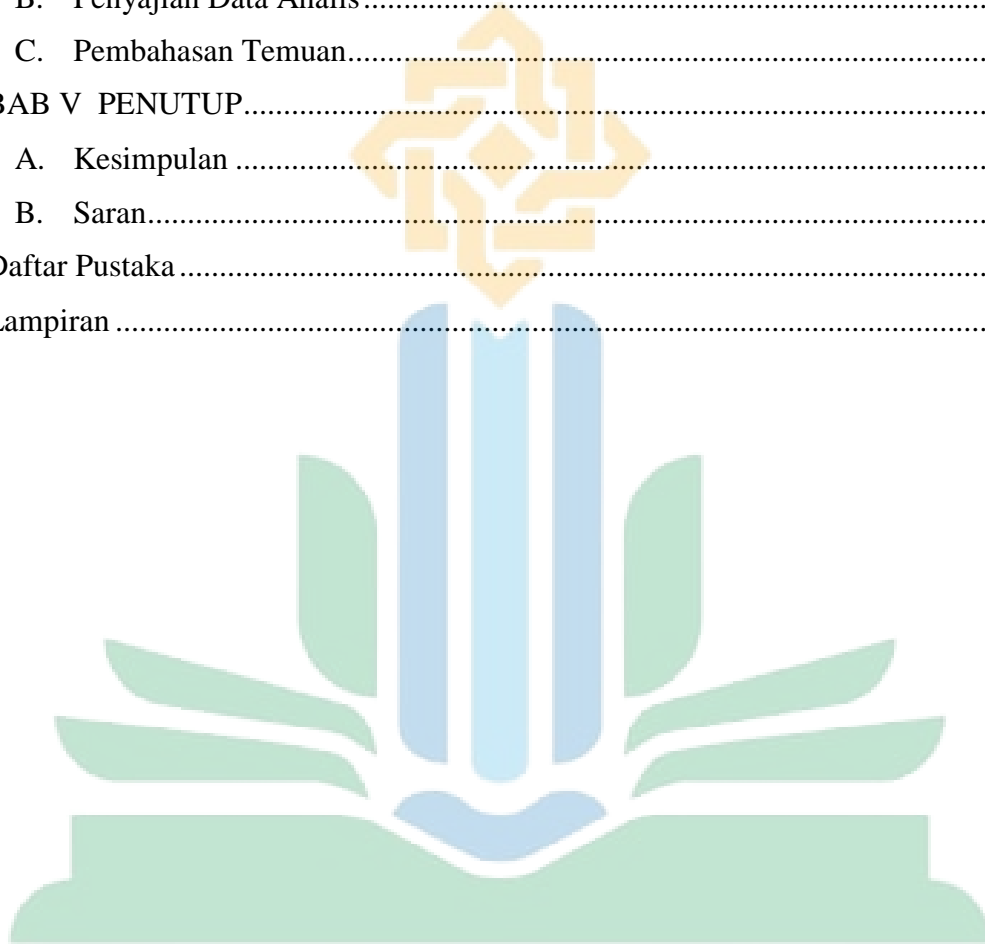 B. Penyajian Data Analis........................................................................
C. Pembahasan Temuan..........................................................................
BAB V PENUTUP........................................................................................
A. Kesimpulan ........................................................................................
B. Saran...................................................................................................
Daftar Pustaka ................................................................................................
Lampiran ........................................................................................................